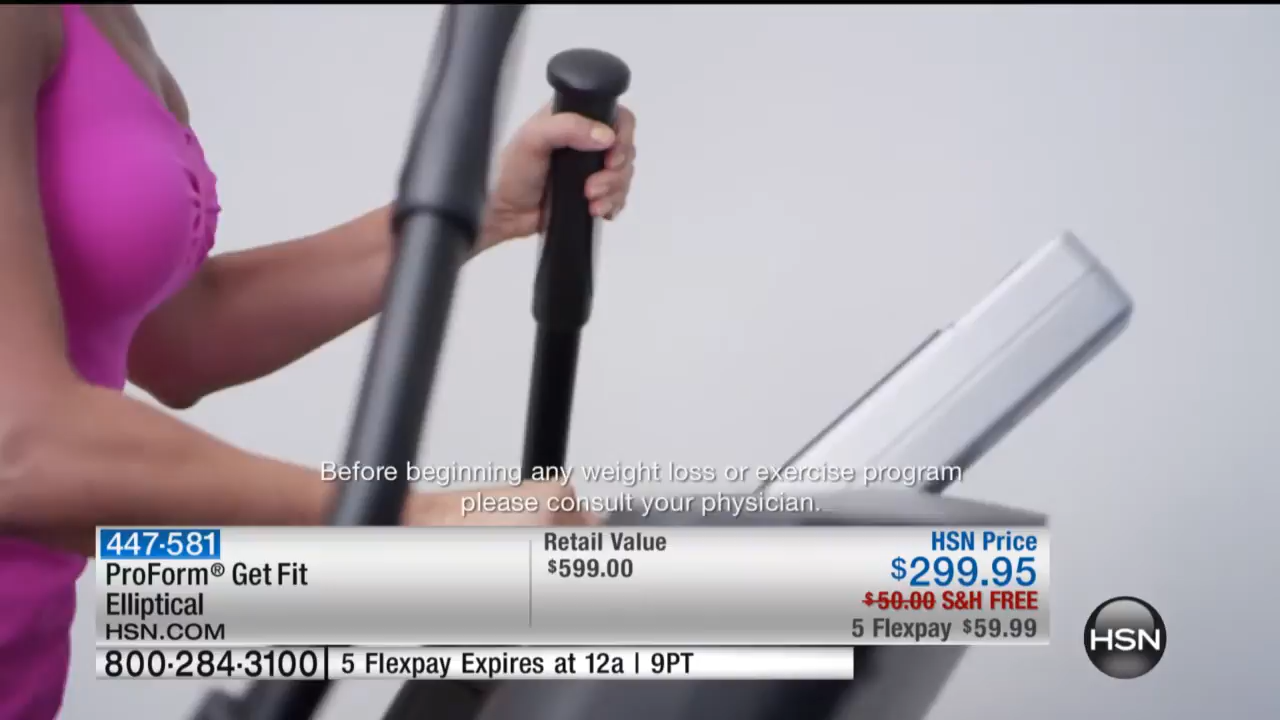 Before beginning any weight loss or exercise program
please consult your physician.
447-581
ProForm® Get Fit
Elliptical
HSN.COM
Retail Value
$599.00
HSN Price
$299.95
$50.00 S&H FREE
5 Flexpay $59.99
HSN
800·284·3100 5 Flexpay Expires at 12a | 9PT